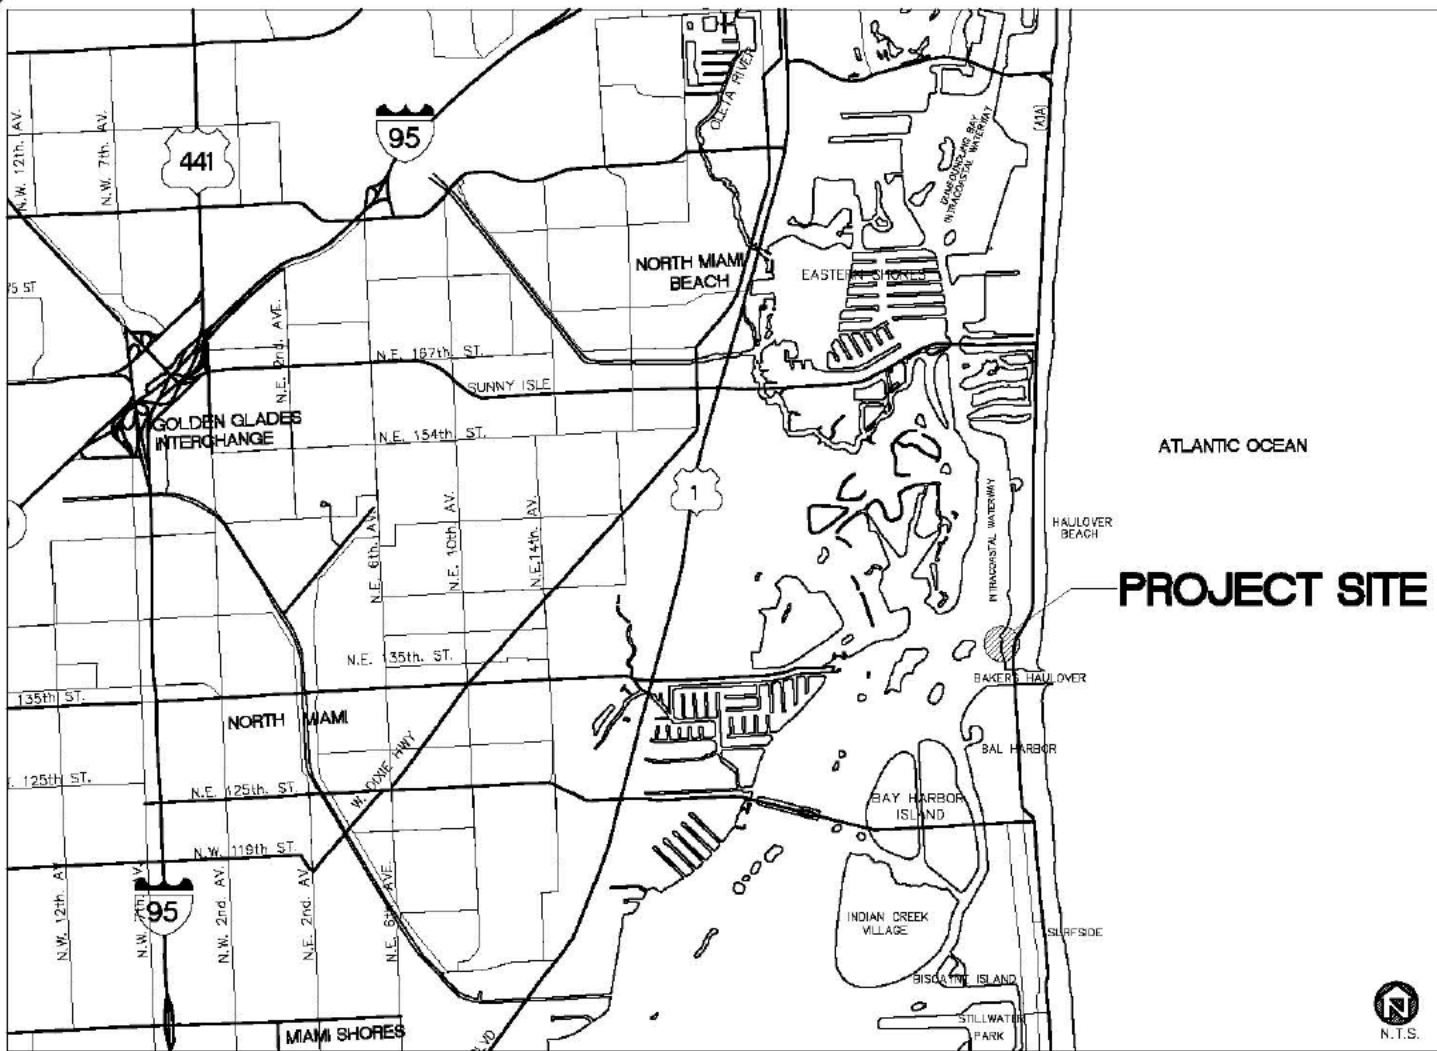 OLETA RIVER
[A1A]
DUMBFOUNDLING BAY
INTRACOASTAL WATERWAY
N.W. 12th. AV.
N.W. 7th. AV.
441
95
NORTH MIAMI
BEACH
EASTERN SHORES
ST
N.E. 2nd. AVE.
N.E. 167th. ST.
SUNNY ISLE
GOLDEN GLADES
INTERCHANGE
N.E. 154th. ST.
ATLANTIC OCEAN
1
N.E. 6th. AV.
N.E. 10th. AV.
N.E.14th. AV.
INTRACOASTAL WATERWAY
HAULOVER
BEACH
PROJECT SITE
N.E. 135th. ST.
135th ST.
BAKERS HAULOVER
NORTH MIAMI
W. DIXIE HWY
BAL HARBOR
125th ST.
N.E. 125th. ST.
BAY HARBOR
ISLAND
N.W. 119th ST.
95
N.W. 12th. AV.
N.W. 7th. AV.
N.W. 2nd. AV.
N.E. 2nd. AV.
N.E. 6th AVE.
INDIAN CREEK
VILLAGE
SURFSIDE
BISCAYNE ISLAND
STILLWATER
PARK
MIAMI SHORES
N
N.T.S.